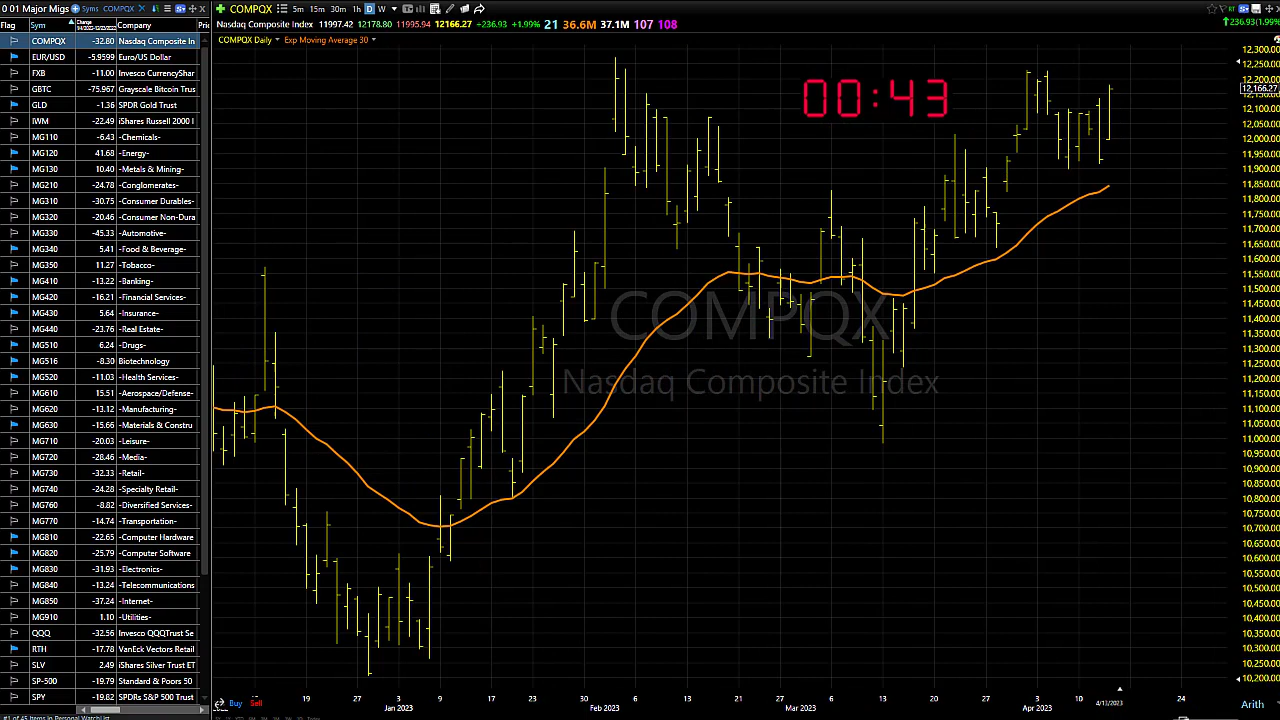 0 01 Major Migs Syms COMPQX
COMPQX 5m 15m 30m 1h D W
Flag Sym Change Company Pri
Nasdaq Composite Index 11997.42 12178.80 11995.94 12166.27 +236.93 +1.99% 21 36.6M 37.1M 107 108
236.93(1.99%
COMPQX Daily Exp Moving Average 30
COMPQX -32.80 Nasdaq Composite In
EUR/USD -5.9599 Euro/US Dollar
FXB -11.00 Invesco CurrencyShar
GBTC -75.967 Grayscale Bitcoin Trus
GLD -1.36 SPDR Gold Trust
IWM -22.49 iShares Russell 2000 I
MG110 -6.43 -Chemicals-
MG120 41.68 -Energy-
MG130 10.40 -Metals & Mining-
MG210 -24.78 -Conglomerates-
MG310 -30.75 -Consumer Durables-
MG320 -20.46 -Consumer Non-Dura
MG330 -45.33 -Automotive-
MG340 5.41 -Food & Beverage-
MG350 11.27 -Tobacco-
MG410 -13.22 -Banking-
MG420 -16.21 -Financial Services-
MG430 5.64 -Insurance-
MG440 -23.76 -Real Estate-
MG510 6.24 -Drugs-
MG516 -8.30 Biotechnology
MG520 -11.03 -Health Services-
MG610 15.51 -Aerospace/Defense-
MG620 -13.12 -Manufacturing-
MG630 -15.66 -Materials & Constru
MG710 -20.03 -Leisure-
MG720 -28.46 -Media-
MG730 -32.33 -Retail-
MG740 -24.28 -Specialty Retail-
MG760 -8.82 -Diversified Services-
MG770 -14.74 -Transportation-
MG810 -22.65 -Computer Hardware
MG820 -25.79 -Computer Software
MG830 -31.93 -Electronics-
MG840 -13.24 -Telecommunications
MG850 -37.24 -Internet-
MG910 1.10 -Utilities-
QQQ -32.56 Invesco QQQTrust Se
RTH -17.78 VanEck Vectors Retail
SLV 2.49 iShares Silver Trust ET
SP-500 -19.79 Standard & Poors 50
SPY -19.82 SPDRs S&P 500 Trust
00:43
COMPQX
Nasdaq Composite Index
12,300.00
12,250.00
12,200.00
12,166.27
12,100.00
12,050.00
12,000.00
11,950.00
11,900.00
11,850.00
11,800.00
11,750.00
11,700.00
11,650.00
11,600.00
11,550.00
11,500.00
11,450.00
11,400.00
11,350.00
11,300.00
11,250.00
11,200.00
11,150.00
11,100.00
11,050.00
11,000.00
10,950.00
10,900.00
10,850.00
10,800.00
10,750.00
10,700.00
10,650.00
10,600.00
10,550.00
10,500.00
10,450.00
10,400.00
10,350.00
10,300.00
10,250.00
10,200.00
19 27 3 9 17 23 30 6 13 21 27 6 13 20 27 3 10 24
Buy Sell Jan 2023 Feb 2023 Mar 2023 Apr 2023 4/13/2023 Arith
#1 of 45 Items in Personal WatchList